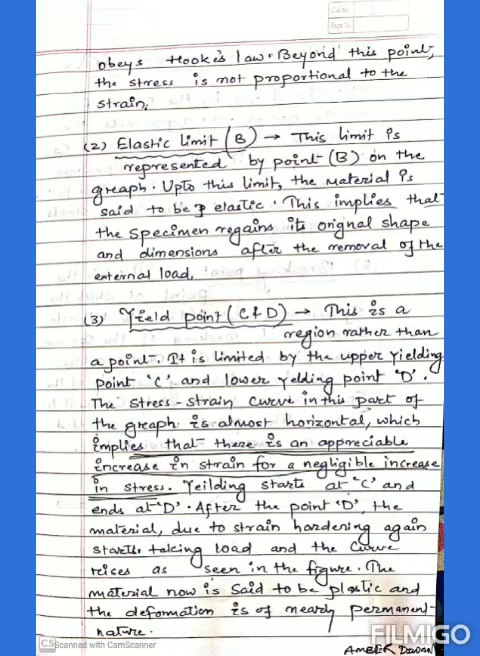 obeys Hooke's law. Beyond this point,
the stress is not proportional to the
strain.
(2) Elastic Limit (B) → This limit is
represented by point (B) on the
greaph. Upto this limit, the material is
said to be elastic. This implies that
the specimen regains its orignal shape
and dimensions after the removal of the
external load.
(3) Yield point (C & D) → This is a
region rather than
a point. It is limited by the upper yielding
point 'C' and lower yelding point 'D'.
The stress-strain curve in this part of
the graph is almost horizontal, which
implies that there is an appreciable
increase in strain for a negligible increase
in stress. Yeilding starts at 'C' and
ends at 'D'. After the point 'D', the
material, due to strain hardening again
starts taking load and the curve
rises as seen in the figure. The
material now is said to be plastic and
the deformation is of nearly permanent
nature.
CS Scanned with CamScanner
FILMIGO
AMBER DIWAN